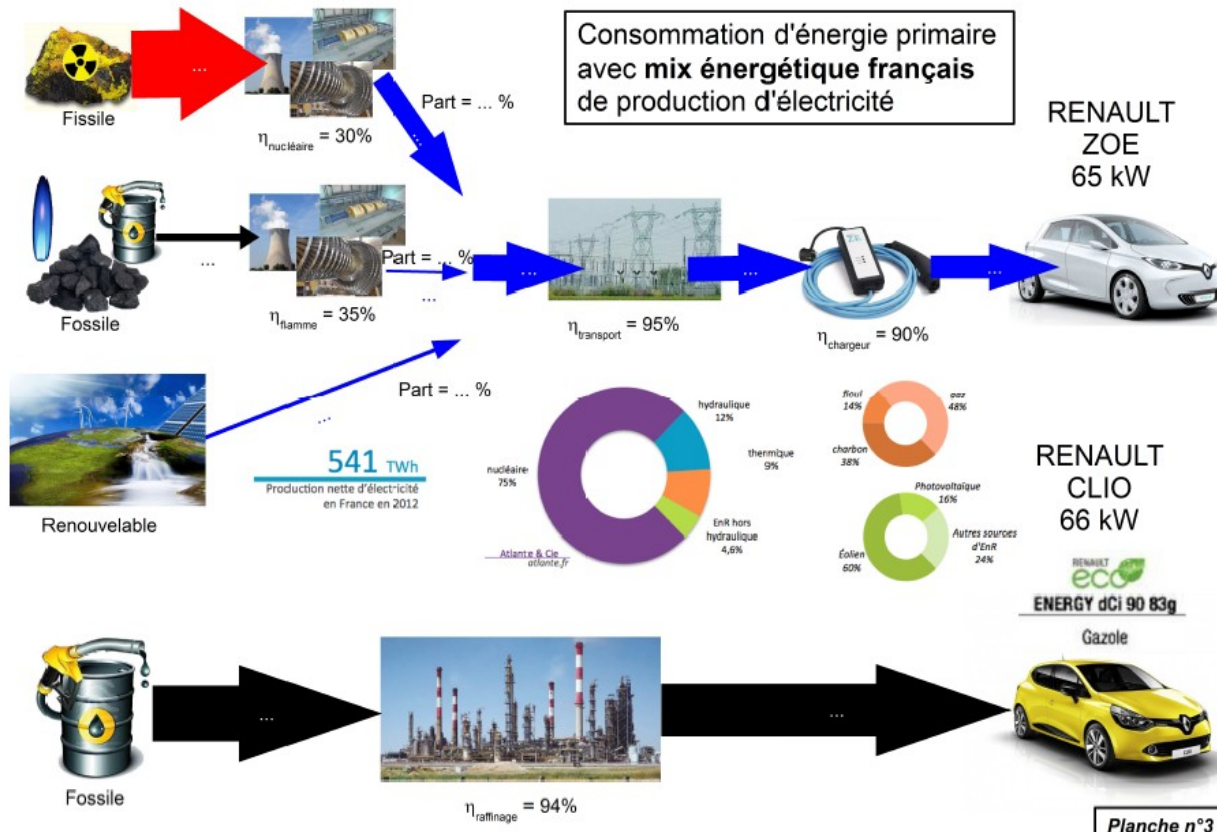 Consommation d'énergie primaire
avec mix énergétique français
de production d'électricité
...
Fissile
η nucléaire = 30%
Part = ... %
...
RENAULT
ZOE
65 kW
...
Fossile
η flamme = 35%
Part = ... %
...
...
η transport = 95%
...
η chargeur = 90%
...
Part = ... %
...
Renouvelable
541 TWh
Production nette d'électricité
en France en 2012
nucléaire
75%
hydraulique
12%
thermique
9%
EnR hors
hydraulique
4,6%
Atlante & Cie
atlante.fr
fioul
14%
gaz
48%
charbon
38%
Photovoltaïque
16%
Autres sources
d'EnR
24%
Éolien
60%
RENAULT
CLIO
66 kW
RENAULT
eco²
ENERGY dCi 90 83g
Gazole
...
Fossile
η raffinage = 94%
...
Planche n°3